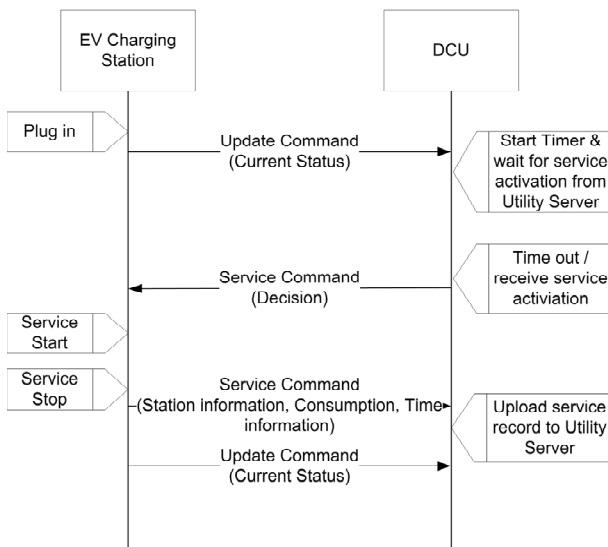 EV Charging
Station
DCU
Plug in
Update Command
(Current Status)
Start Timer &
wait for service
activation from
Utility Server
Time out /
receive service
activiation
Service Command
(Decision)
Service
Start
Service
Stop
Service Command
(Station information, Consumption, Time
information)
Upload service
record to Utility
Server
Update Command
(Current Status)